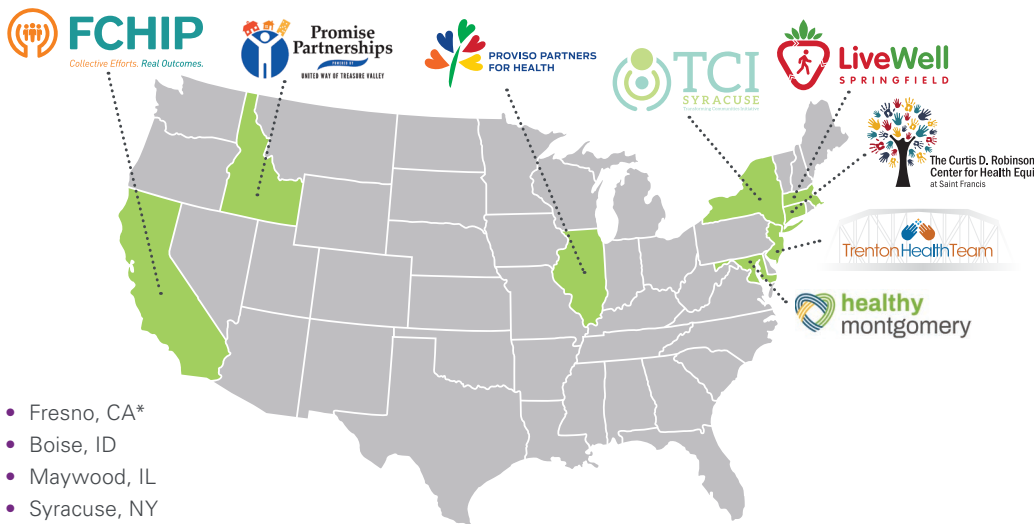 FCHIP
Collective Efforts. Real Outcomes.
Promise
Partnerships
POWERED BY
UNITED WAY OF TREASURE VALLEY
PROVISO PARTNERS
FOR HEALTH
TCI
SYRACUSE
LiveWell
SPRINGFIELD
The Curtis D. Robinson
Center for Health Equi
at Saint Francis
TrentonHealthTeam
healthy
montgomery
• Fresno, CA*
• Boise, ID
• Maywood, IL
• Syracuse, NY